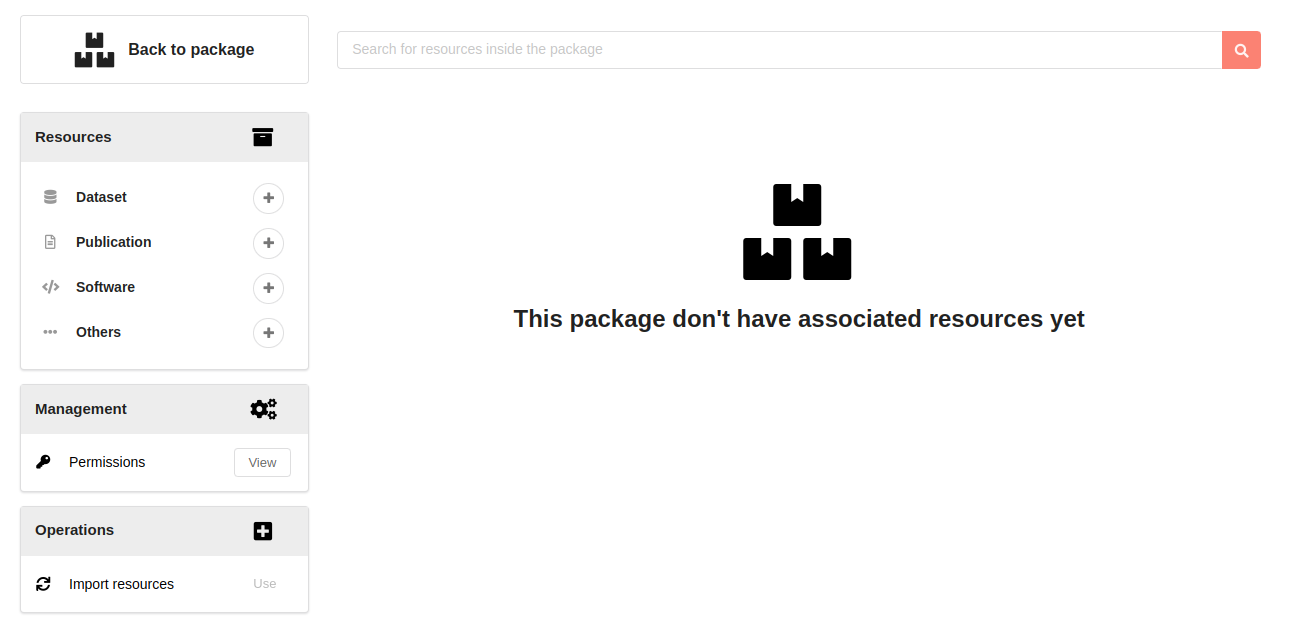 Back to package
Search for resources inside the package
Resources
Dataset
Publication
Software
Others
This package don't have associated resources yet
Management
Permissions View
Operations
Import resources Use